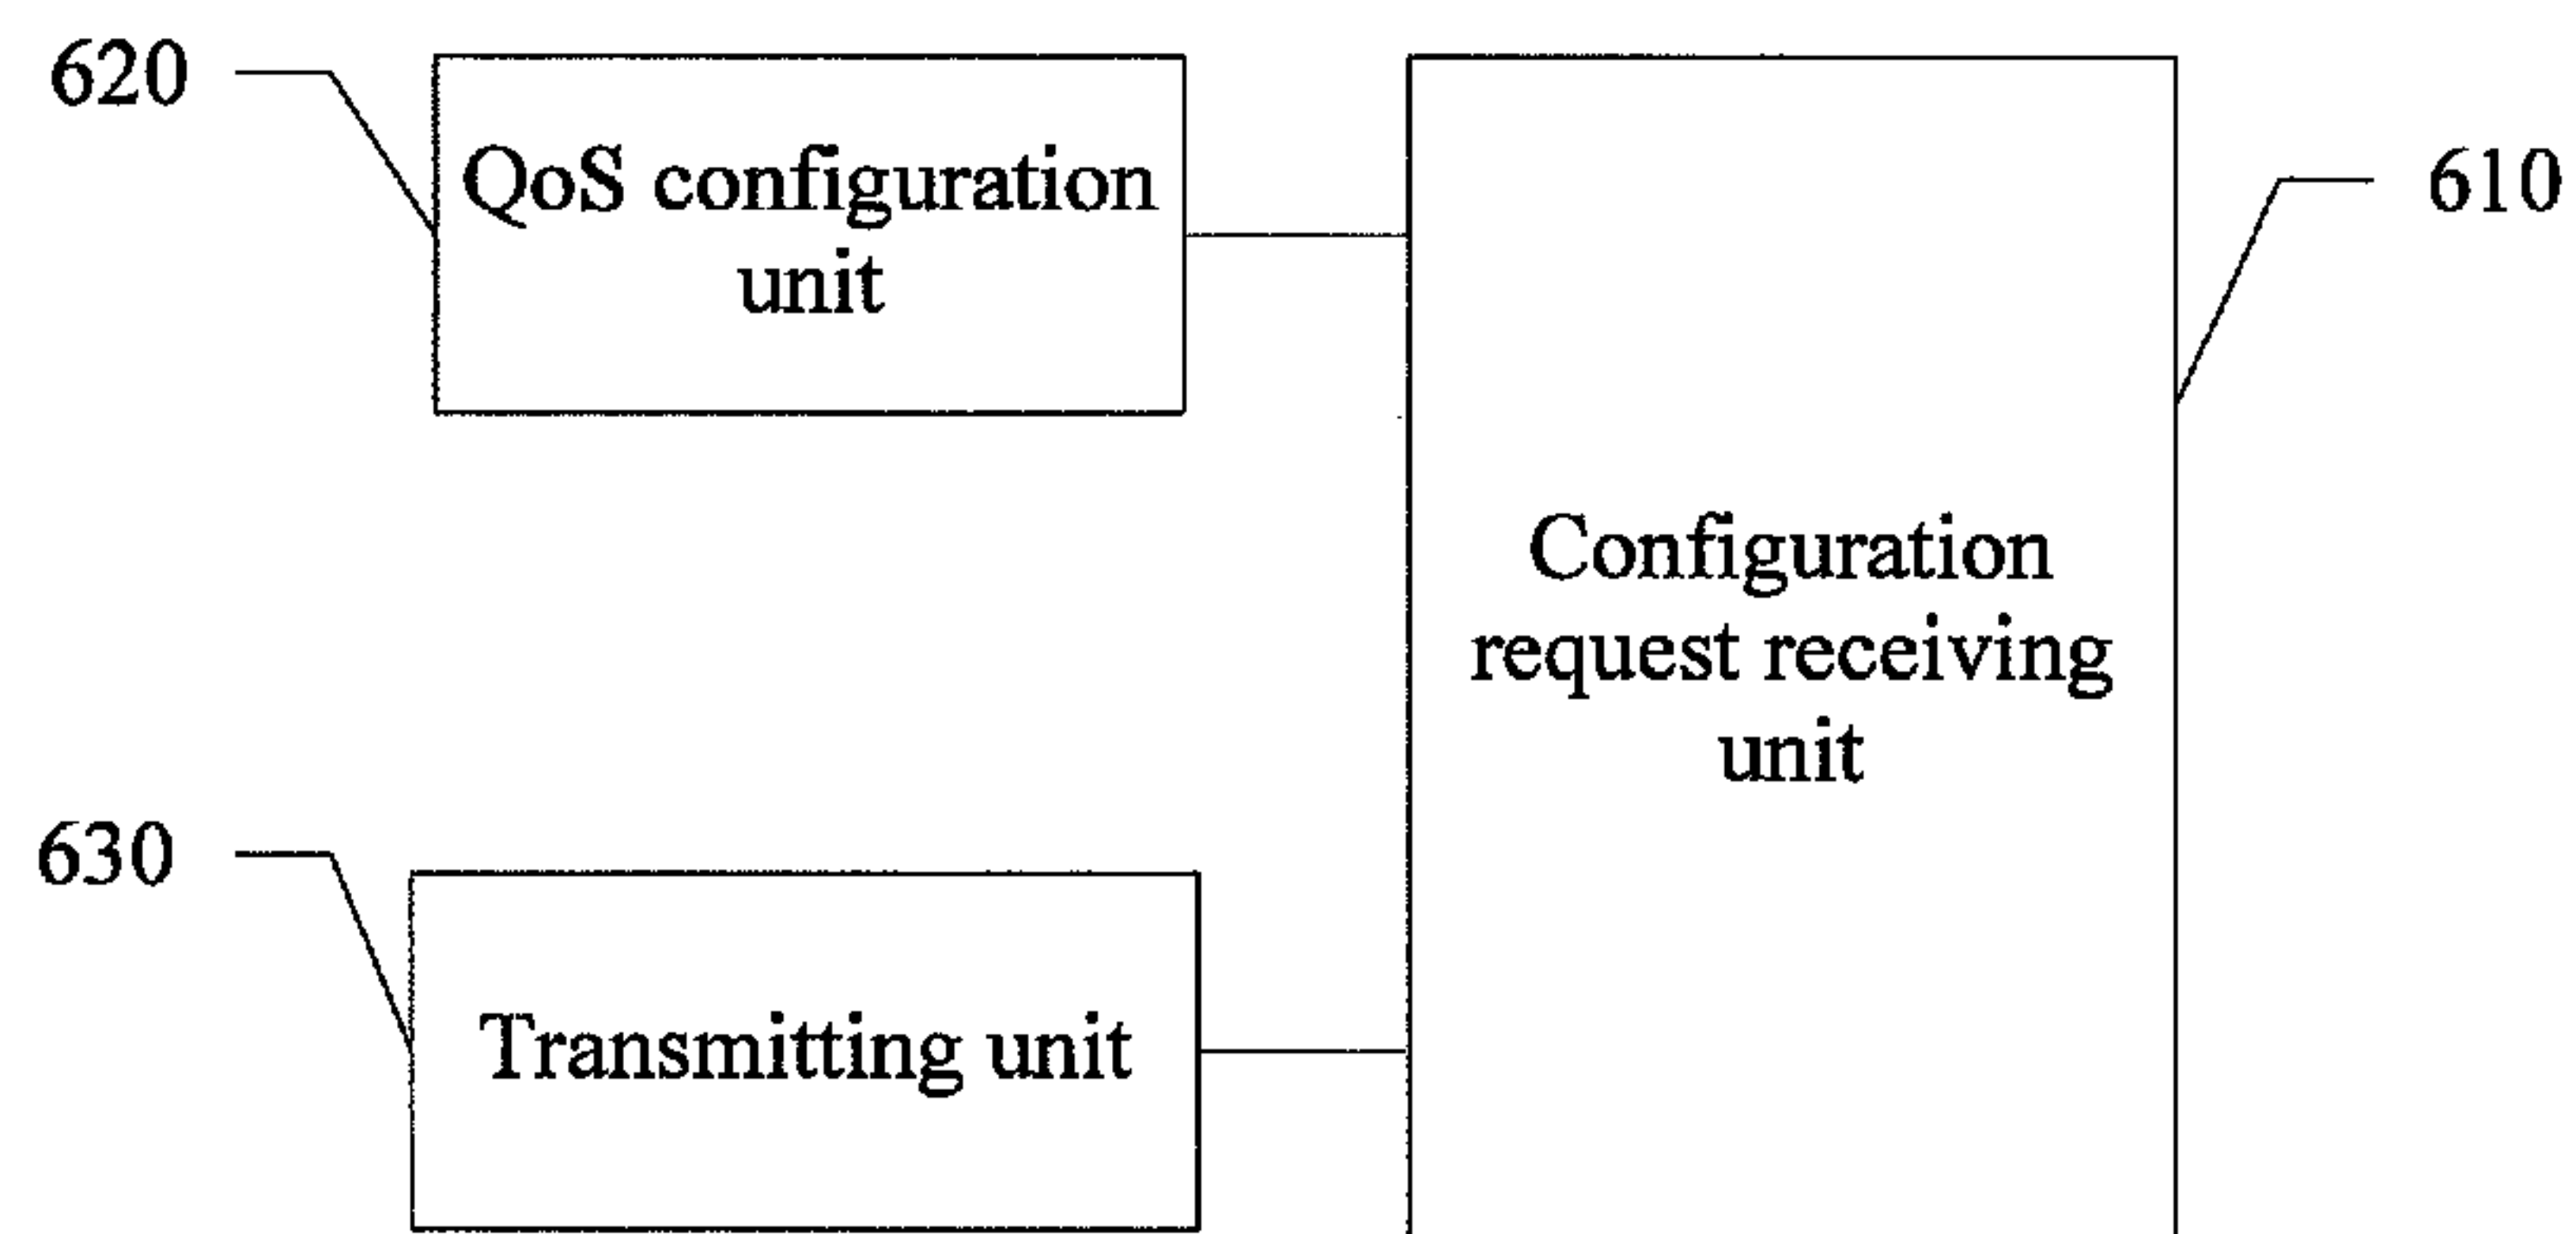 620
QoS configuration
unit
610
Configuration
request receiving
unit
630
Transmitting unit